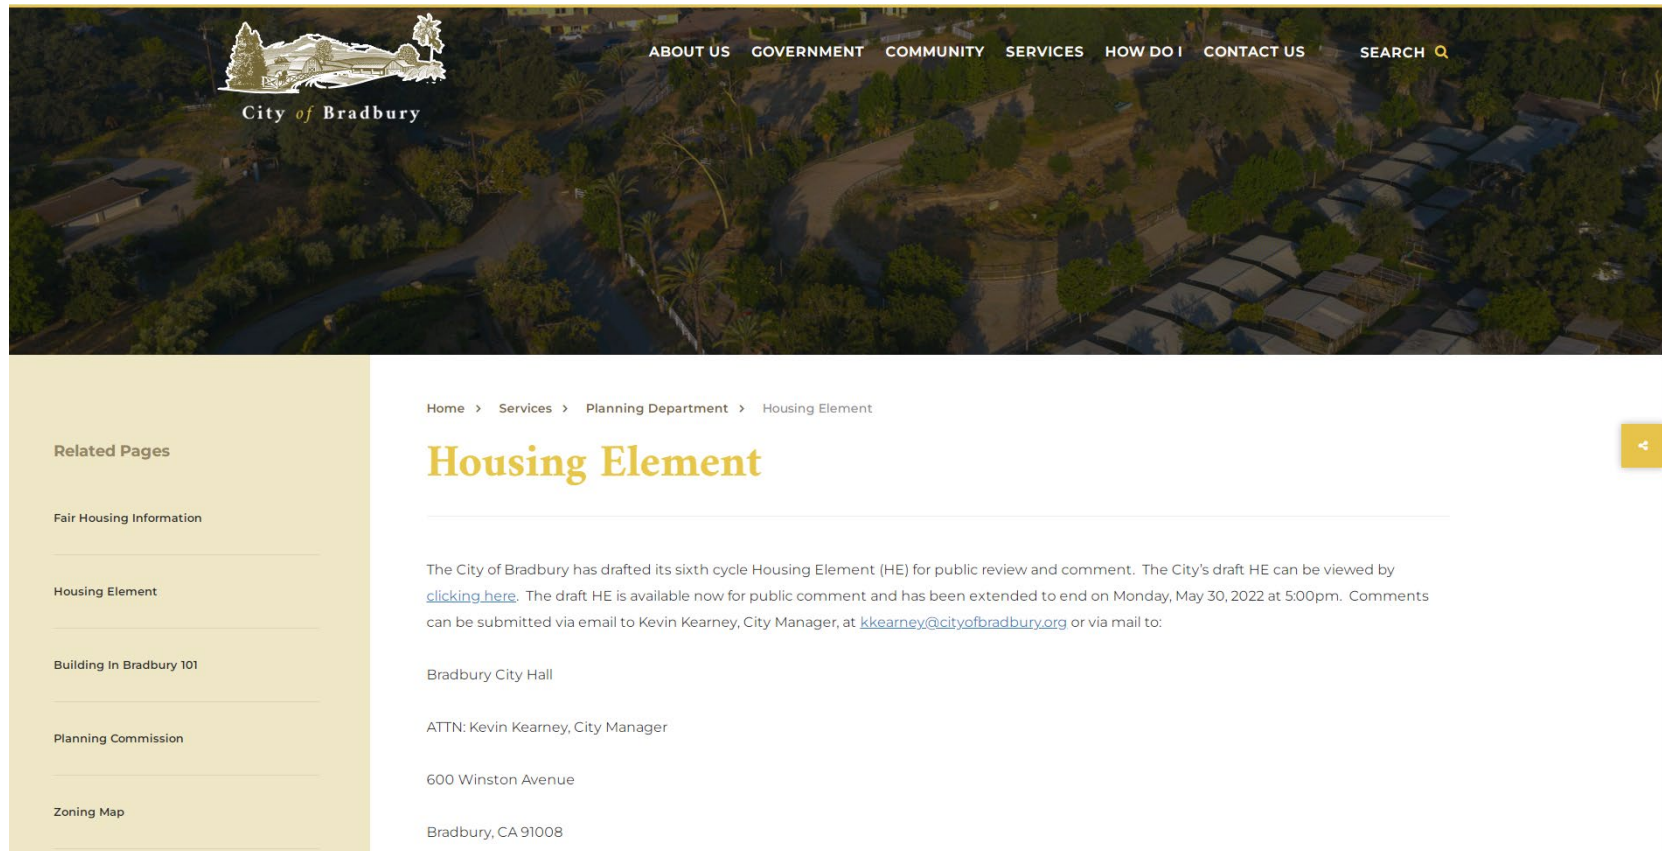 City of Bradbury
ABOUT US GOVERNMENT COMMUNITY SERVICES HOW DO I CONTACT US SEARCH
Related Pages
Fair Housing Information
Housing Element
Building In Bradbury 101
Planning Commission
Zoning Map
Home > Services > Planning Department > Housing Element
Housing Element
The City of Bradbury has drafted its sixth cycle Housing Element (HE) for public review and comment. The City’s draft HE can be viewed by
clicking here. The draft HE is available now for public comment and has been extended to end on Monday, May 30, 2022 at 5:00pm. Comments
can be submitted via email to Kevin Kearney, City Manager, at kkearney@cityofbradbury.org or via mail to:
Bradbury City Hall
ATTN: Kevin Kearney, City Manager
600 Winston Avenue
Bradbury, CA 91008